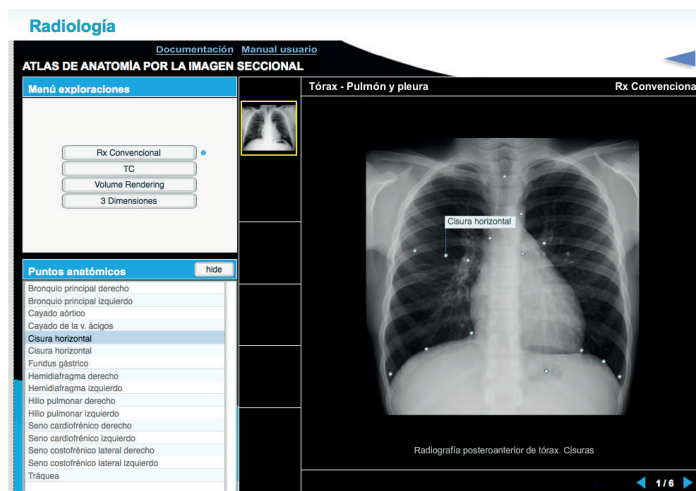 Radiología
Documentación Manual usuario
ATLAS DE ANATOMÍA POR LA IMAGEN SECCIONAL
Menú exploraciones
Rx Convencional
TC
Volume Rendering
3 Dimensiones
Puntos anatómicos hide
Bronquio principal derecho
Bronquio principal izquierdo
Cayado aórtico
Cayado de la v. ácigos
Cisura horizontal
Cisura horizontal
Fundus gástrico
Hemidiafragma derecho
Hemidiafragma izquierdo
Hilio pulmonar derecho
Hilio pulmonar izquierdo
Seno cardiofrénico derecho
Seno cardiofrénico izquierdo
Seno costofrénico lateral derecho
Seno costofrénico lateral izquierdo
Tráquea
Tórax - Pulmón y pleura Rx Convenciona
Cisura horizontal
Radiografía posteroanterior de tórax. Cisuras
1 / 6